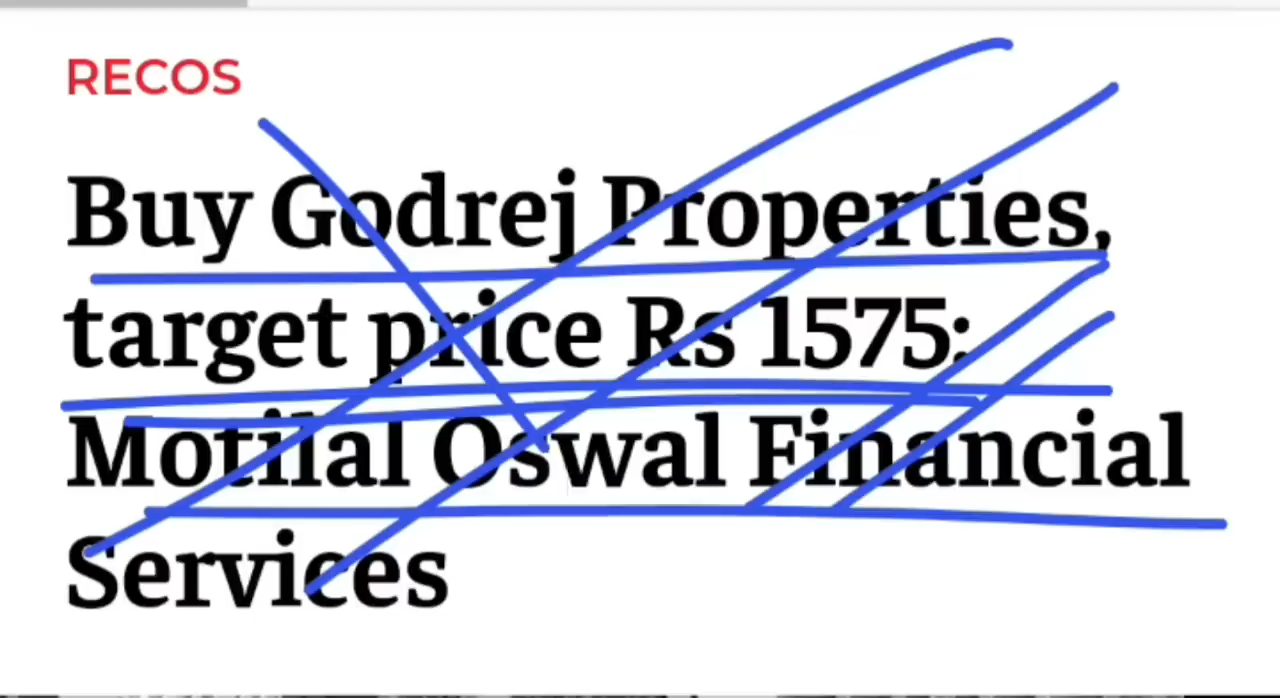 RECOS
Buy Godrej Properties,
target price Rs 1575:
Motilal Oswal Financial
Services